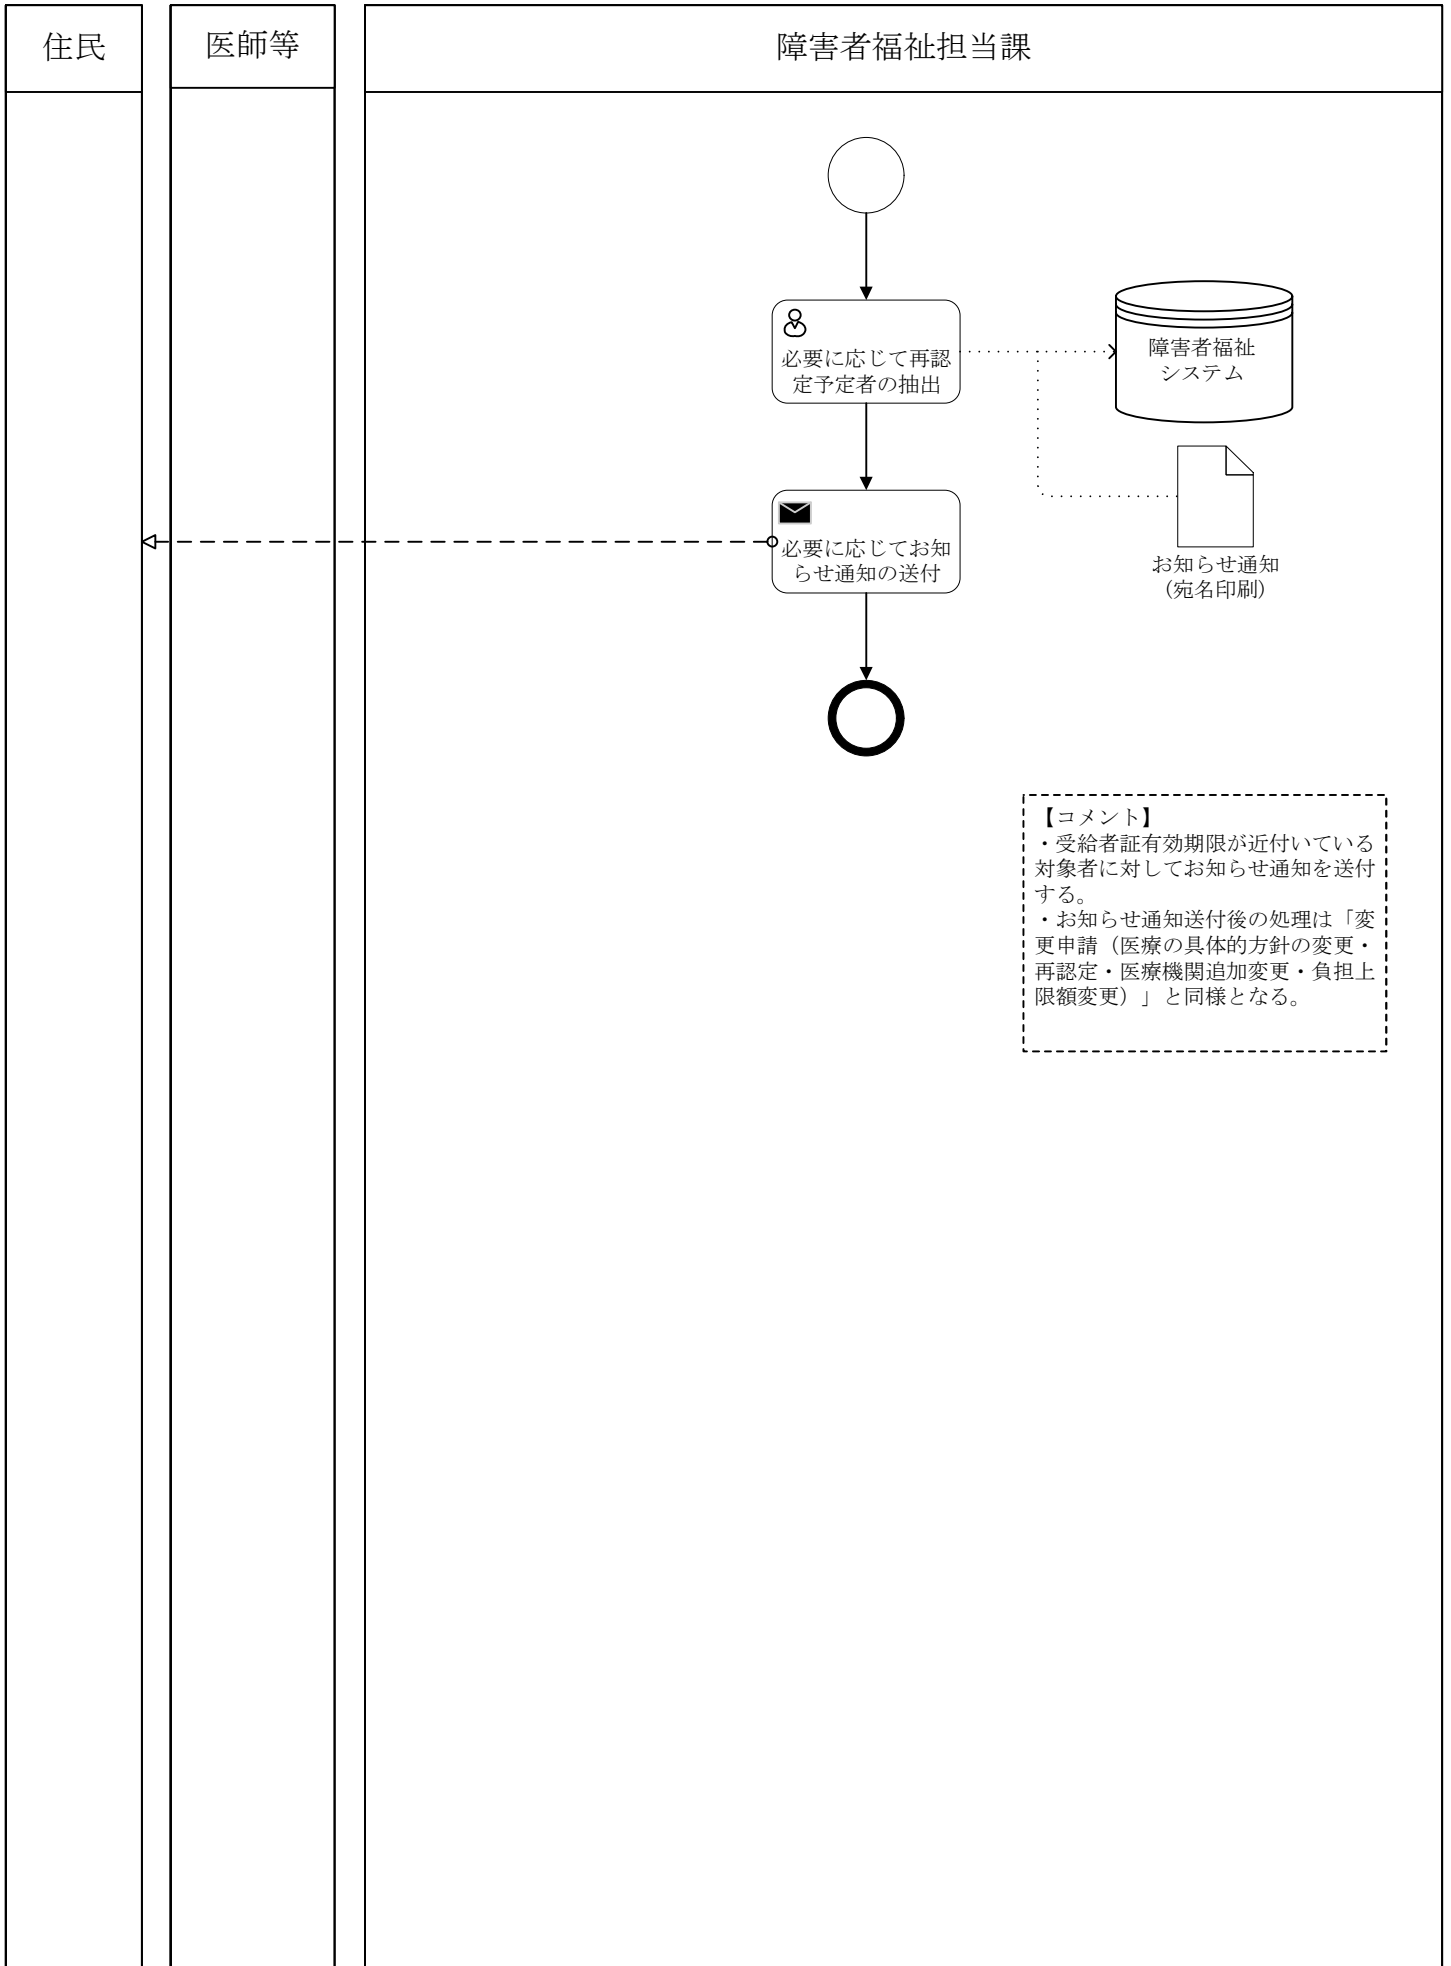 住民
医師等
障害者福祉担当課
必要に応じて再認
定予定者の抽出
障害者福祉
システム
必要に応じてお知
らせ通知の送付
お知らせ通知
（宛名印刷）
【コメント】
・受給者証有効期限が近付いている
対象者に対してお知らせ通知を送付
する。
・お知らせ通知送付後の処理は「変
更申請（医療の具体的方針の変更・
再認定・医療機関追加変更・負担上
限額変更）」と同様となる。